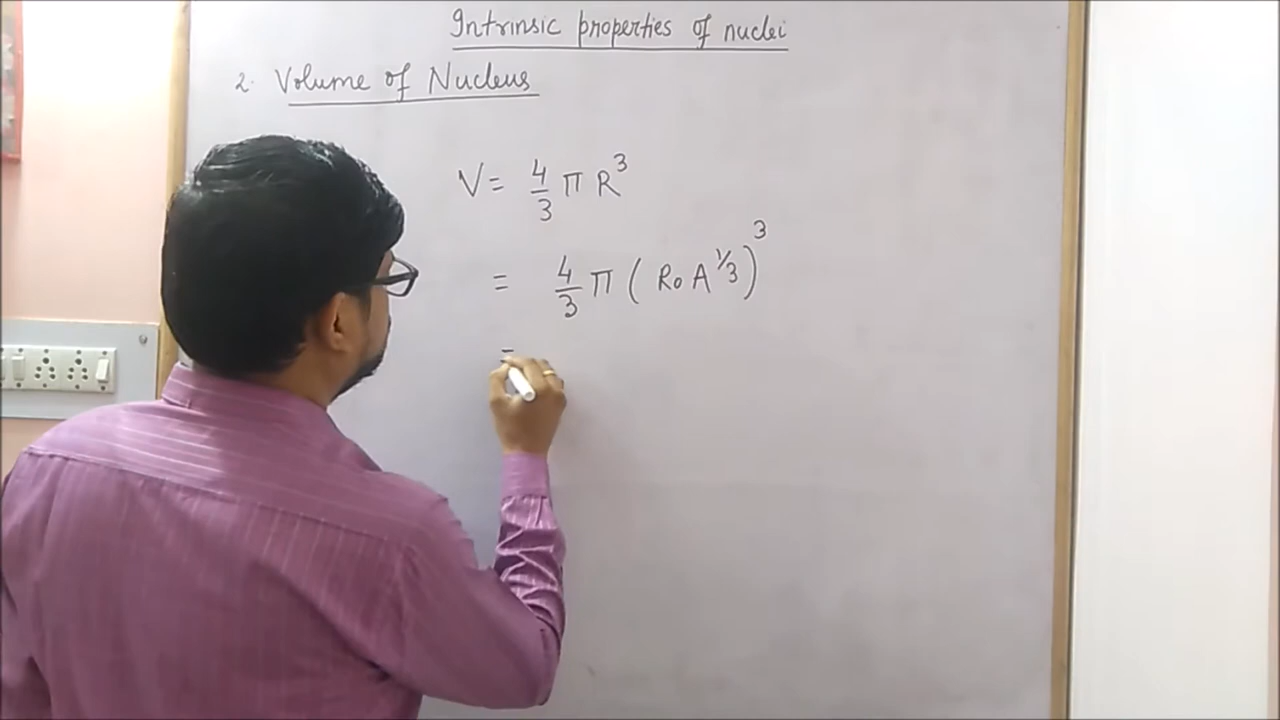 Intrinsic properties of nuclei
2. Volume of Nucleus
V = 4/3 π R³
= 4/3 π ( R₀ A^1/3 )³
=